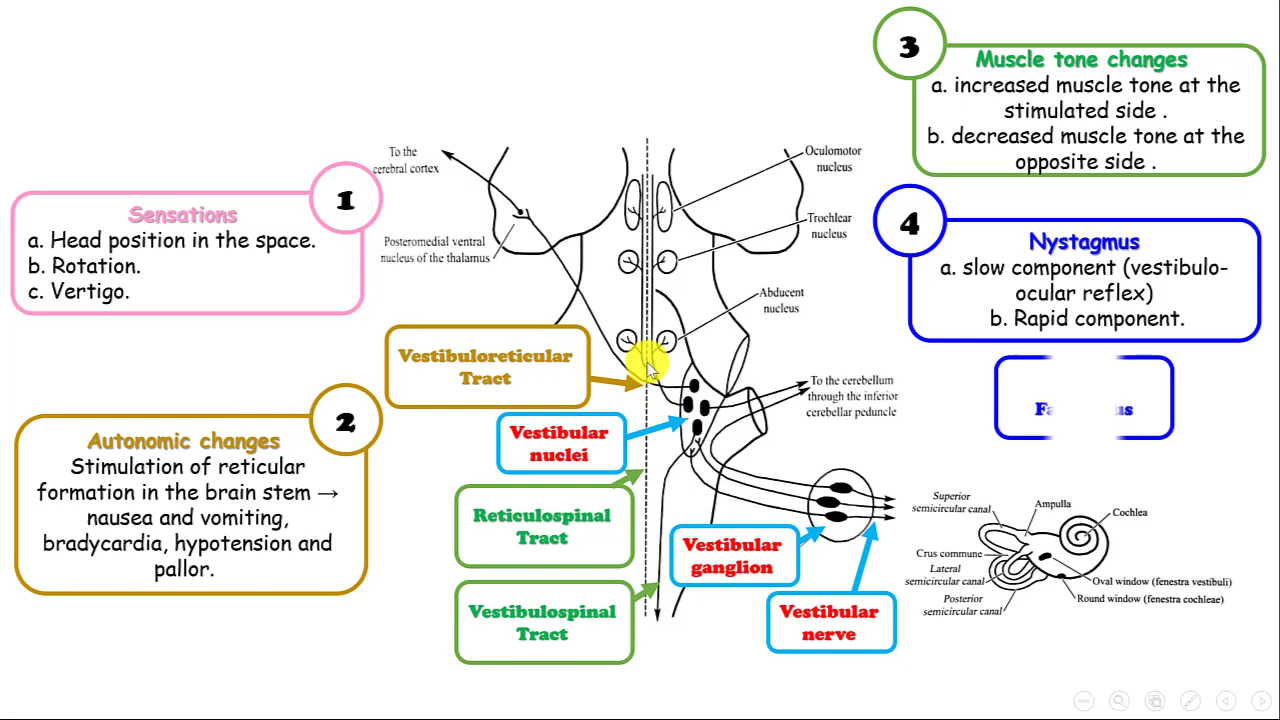 3
Muscle tone changes
a. increased muscle tone at the
stimulated side .
b. decreased muscle tone at the
opposite side .
To the
cerebral cortex
Oculomotor
nucleus
1
Sensations
a. Head position in the space.
b. Rotation.
c. Vertigo.
Posteromedial ventral
nucleus of the thalamus
Trochlear
nucleus
4
Nystagmus
a. slow component (vestibulo-
ocular reflex)
b. Rapid component.
Abducent
nucleus
Vestibuloreticular
Tract
To the cerebellum
through the inferior
cerebellar peduncle
2
Autonomic changes
Stimulation of reticular
formation in the brain stem →
nausea and vomiting,
bradycardia, hypotension and
pallor.
Vestibular
nuclei
Reticulospinal
Tract
Vestibular
ganglion
Vestibulospinal
Tract
Vestibular
nerve
Superior
semicircular canal
Ampulla
Cochlea
Crus commune
Lateral
semicircular canal
Posterior
semicircular canal
Oval window (fenestra vestibuli)
Round window (fenestra cochleae)